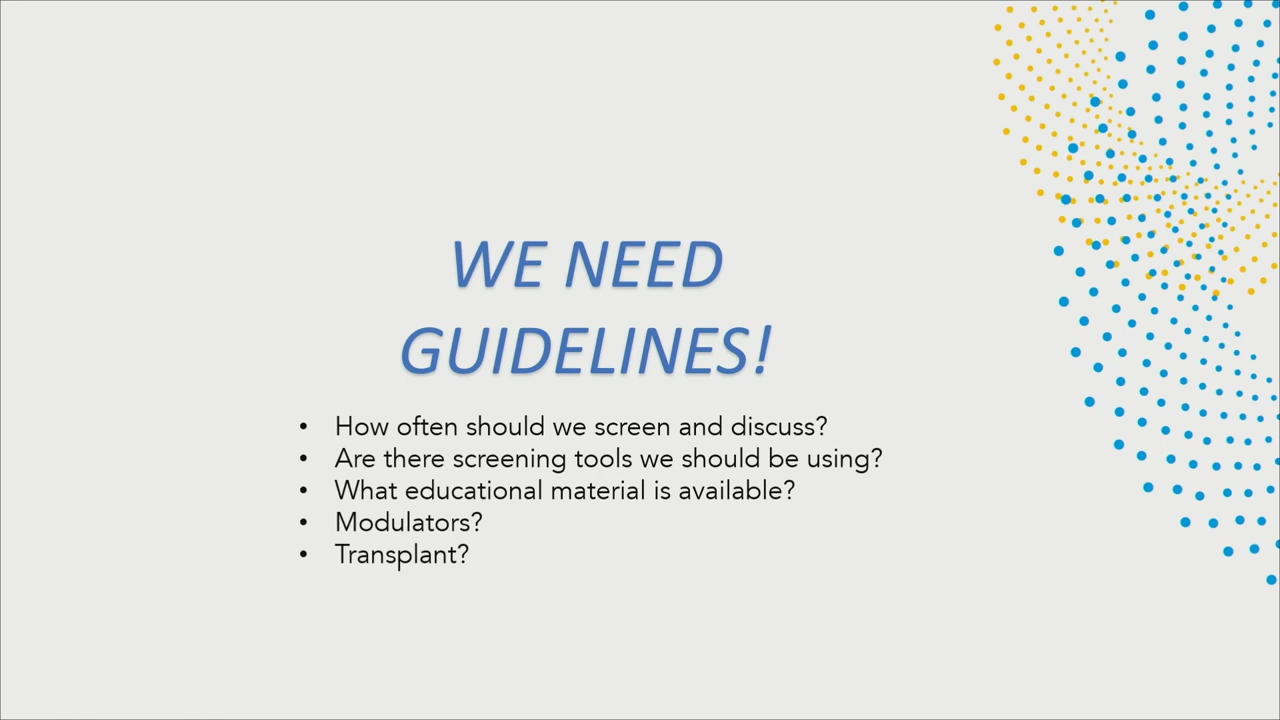 WE NEED
GUIDELINES!
• How often should we screen and discuss?
• Are there screening tools we should be using?
• What educational material is available?
• Modulators?
• Transplant?